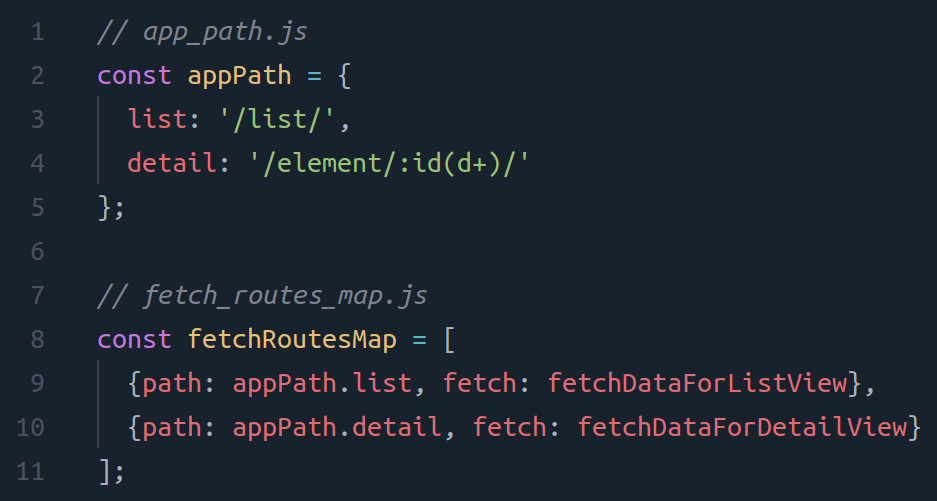 1 // app_path.js
2 const appPath = {
3 list: '/list/',
4 detail: '/element/:id(d+)/'
5 };
6
7 // fetch_routes_map.js
8 const fetchRoutesMap = [
9 {path: appPath.list, fetch: fetchDataForListView},
10 {path: appPath.detail, fetch: fetchDataForDetailView}
11 ];